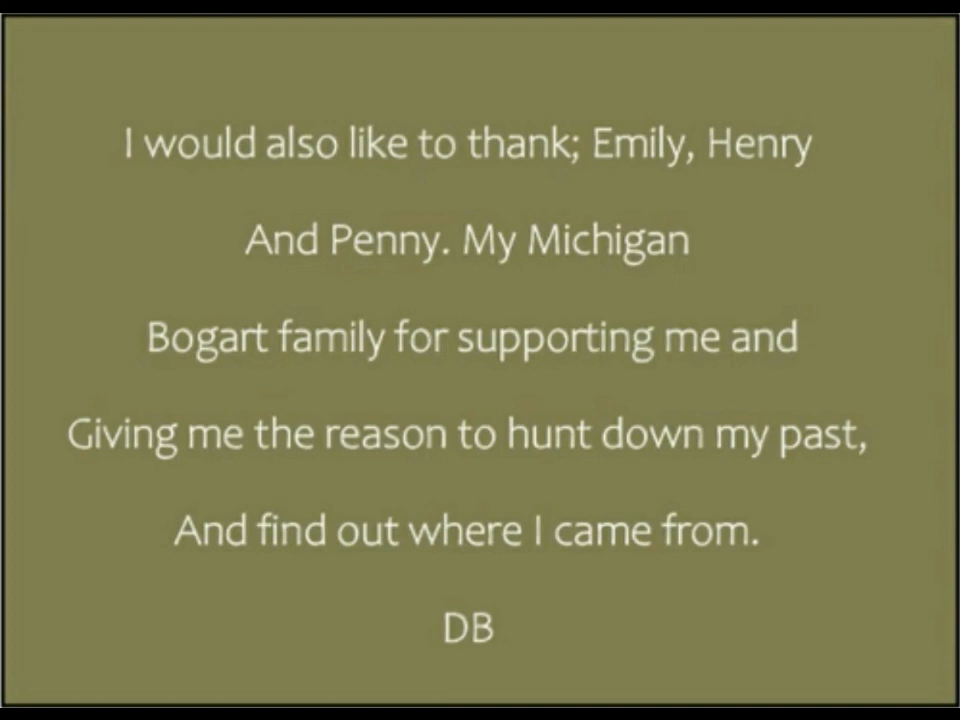 I would also like to thank; Emily, Henry
And Penny. My Michigan
Bogart family for supporting me and
Giving me the reason to hunt down my past,
And find out where I came from.
DB